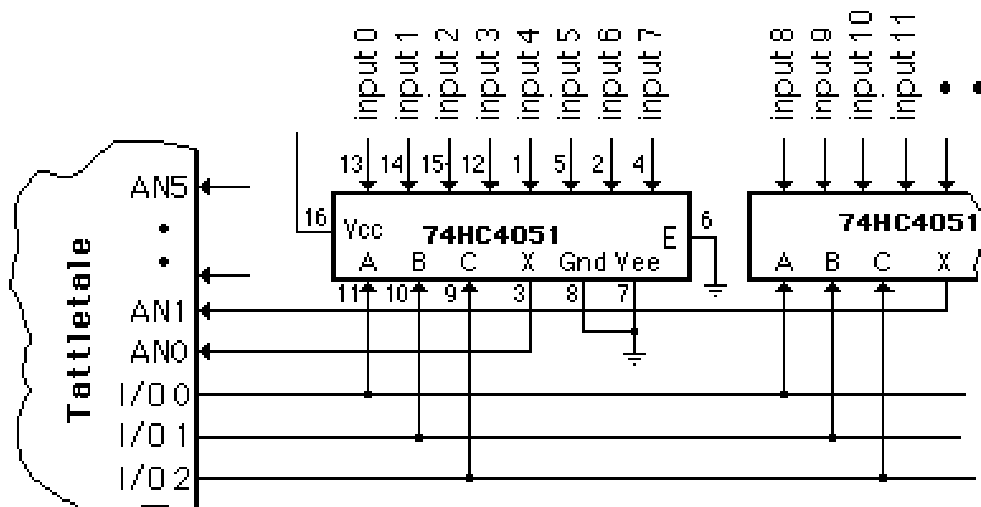 input 0
input 1
input 2
input 3
input 4
input 5
input 6
input 7
input 8
input 9
input 10
input 11
13 14 15 12 1 5 2 4
AN5
16 Vcc 74HC4051 E 6
74HC4051
A B C X Gnd Vee
A B C X
11 10 9 3 8 7
AN1
AN0
I/O 0
I/O 1
I/O 2
Tattletale